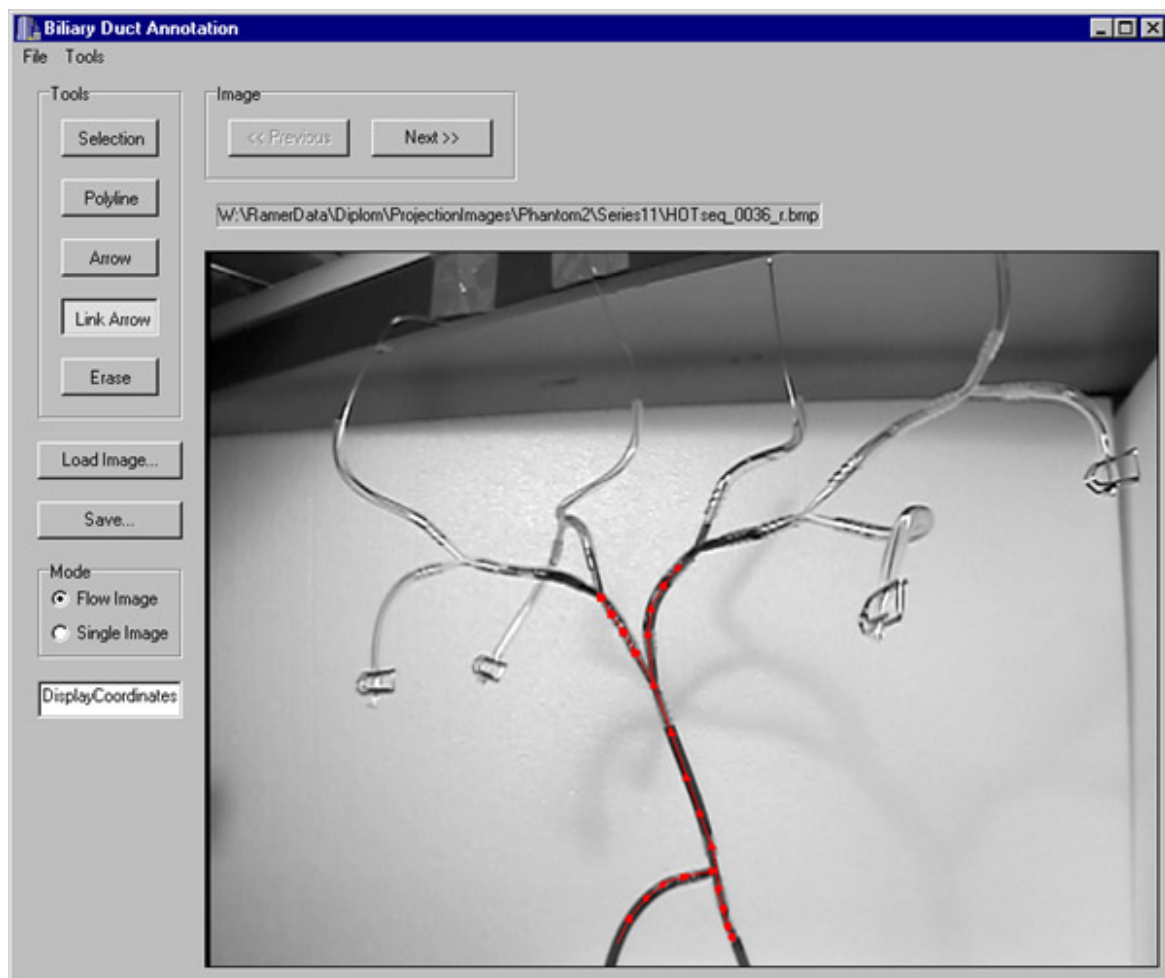 Biliary Duct Annotation
File Tools
Tools
Selection
Polyline
Arrow
Link Arrow
Erase
Load Image...
Save...
Mode
Flow Image
Single Image
DisplayCoordinates
Image
<< Previous
Next >>
W:\RamerData\Diplom\ProjectionImages\Phantom2\Series11\HOTseq_0036_r.bmp